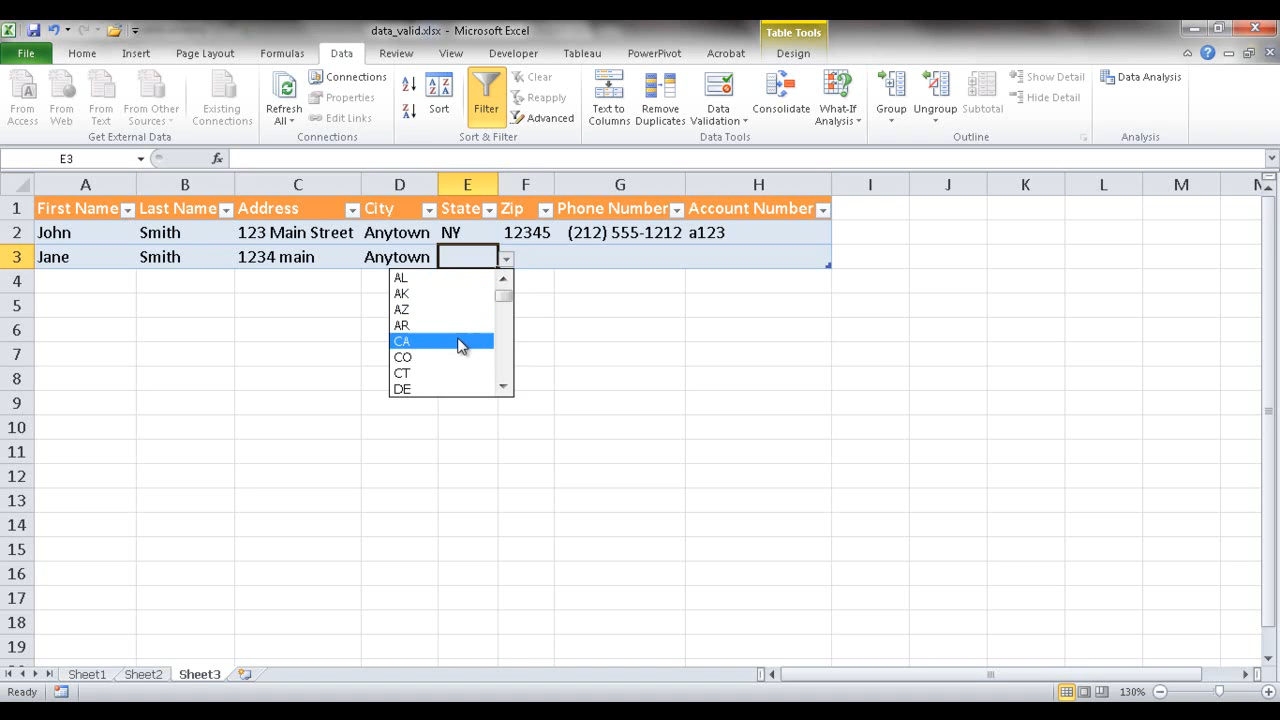 data_valid.xlsx - Microsoft Excel
Table Tools
File Home Insert Page Layout Formulas Data Review View Developer Tableau PowerPivot Acrobat Design
From Access
From Web
From Text
From Other Sources
Existing Connections
Get External Data
Refresh All
Connections
Properties
Edit Links
Connections
Sort
Filter
Clear
Reapply
Advanced
Sort & Filter
Text to Columns
Remove Duplicates
Data Validation
Consolidate
What-If Analysis
Data Tools
Group
Ungroup
Subtotal
Show Detail
Hide Detail
Outline
Data Analysis
Analysis
E3 fx
A B C D E F G H I J K L M
1 First Name Last Name Address City State Zip Phone Number Account Number
2 John Smith 123 Main Street Anytown NY 12345 (212) 555-1212 a123
3 Jane Smith 1234 main Anytown
AL
AK
AZ
AR
CA
CO
CT
DE
4
5
6
7
8
9
10
11
12
13
14
15
16
17
18
19
Sheet1 Sheet2 Sheet3
Ready 130%